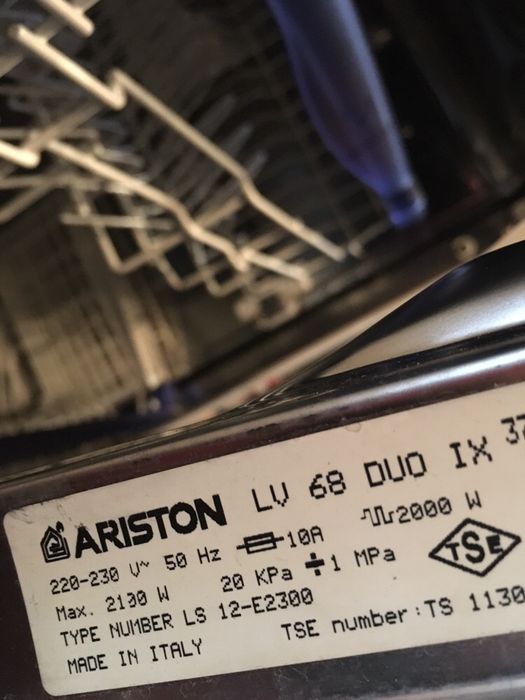 ARISTON LV 68 DUO IX 37
220-230 V~ 50 Hz 10A 2000 W
Max. 2130 W 20 KPa ÷ 1 MPa TSE
TYPE NUMBER LS 12-E2300
MADE IN ITALY TSE number: TS 1130